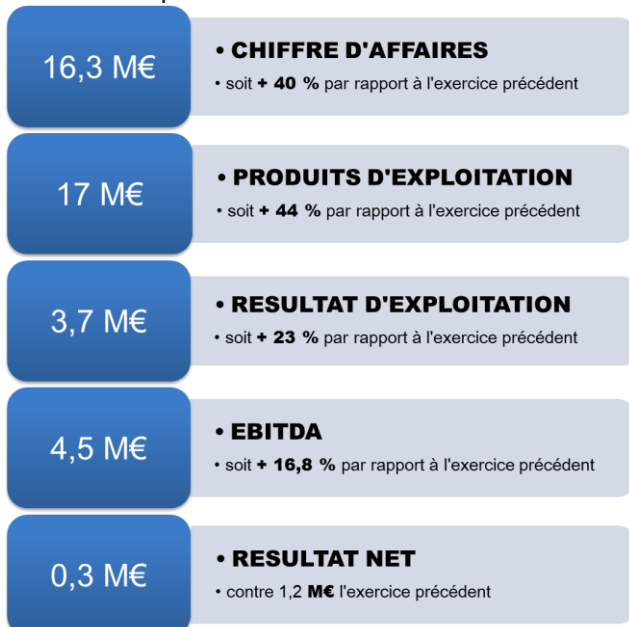 16,3 M€
• CHIFFRE D'AFFAIRES
• soit + 40 % par rapport à l'exercice précédent
17 M€
• PRODUITS D'EXPLOITATION
• soit + 44 % par rapport à l'exercice précédent
3,7 M€
• RESULTAT D'EXPLOITATION
• soit + 23 % par rapport à l'exercice précédent
4,5 M€
• EBITDA
• soit + 16,8 % par rapport à l'exercice précédent
0,3 M€
• RESULTAT NET
• contre 1,2 M€ l'exercice précédent